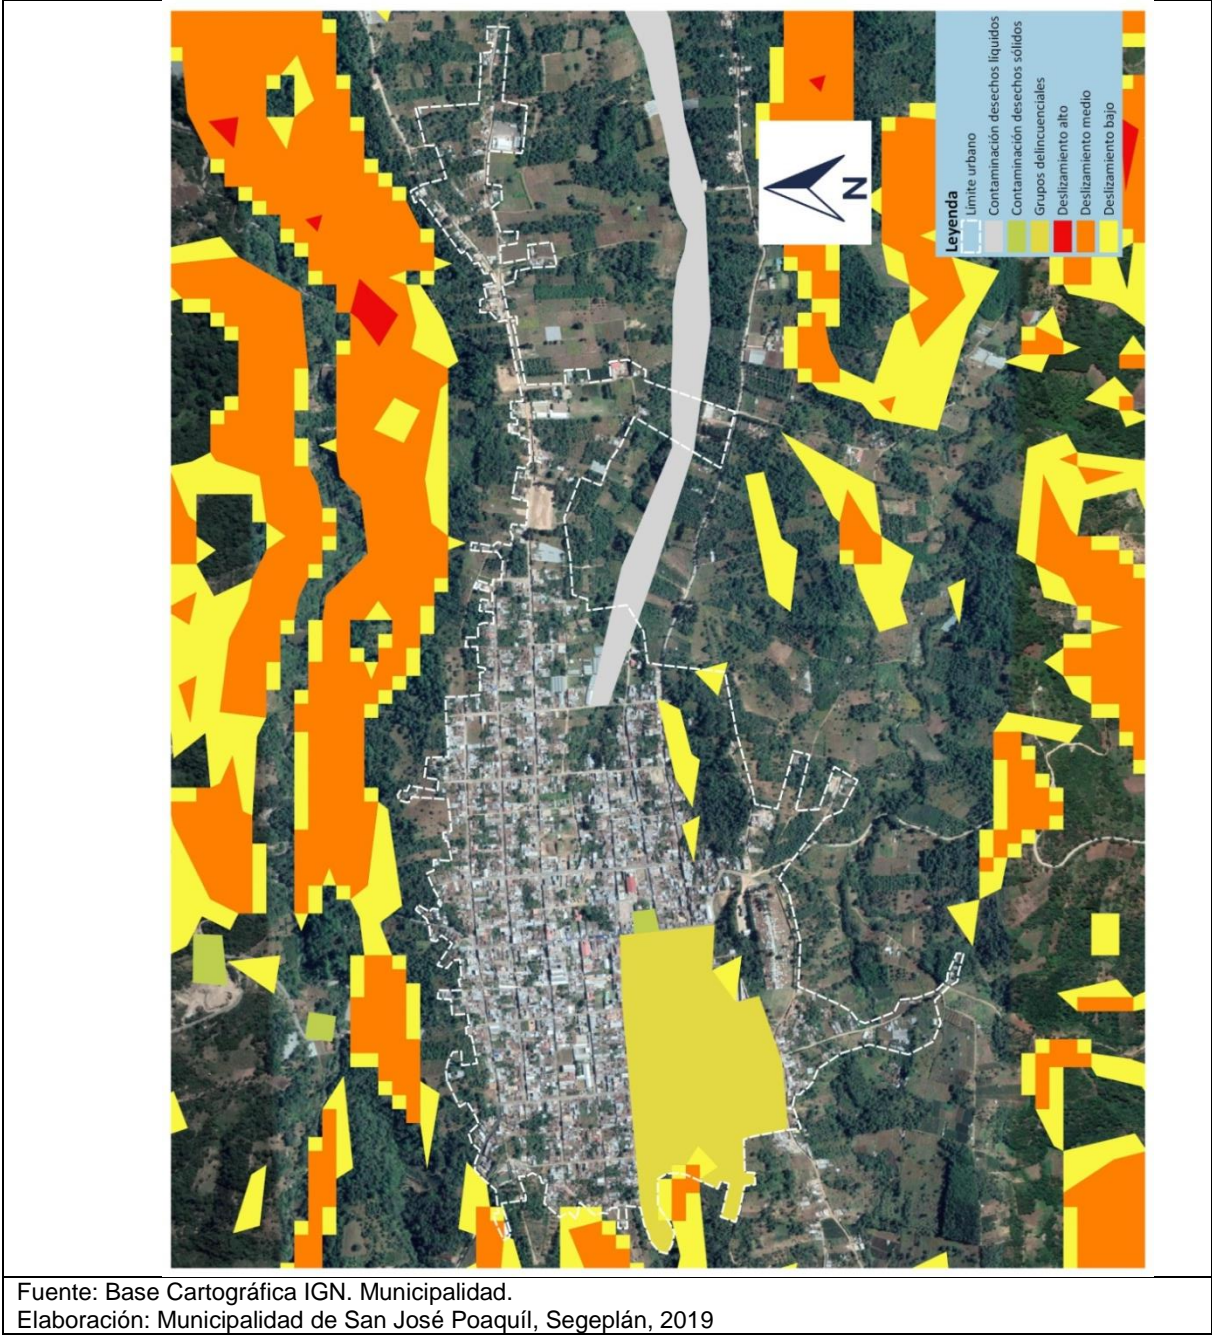 Leyenda
Límite urbano
Contaminación desechos líquidos
Contaminación desechos sólidos
Grupos delincuenciales
Deslizamiento alto
Deslizamiento medio
Deslizamiento bajo
N
Fuente: Base Cartográfica IGN. Municipalidad.
Elaboración: Municipalidad de San José Poaquíl, Segeplán, 2019